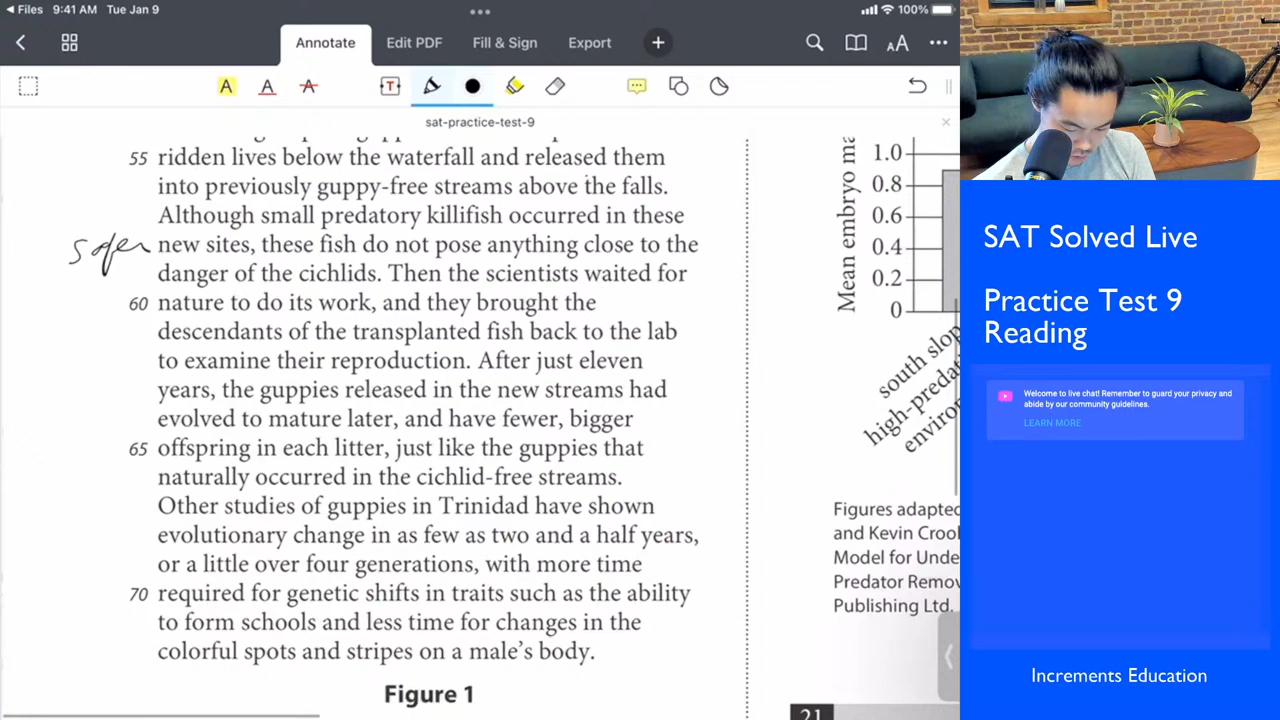 Files 9:41 AM Tue Jan 9 100%
Annotate Edit PDF Fill & Sign Export
sat-practice-test-9
55 ridden lives below the waterfall and released them
into previously guppy-free streams above the falls.
Although small predatory killifish occurred in these
safer new sites, these fish do not pose anything close to the
danger of the cichlids. Then the scientists waited for
60 nature to do its work, and they brought the
descendants of the transplanted fish back to the lab
to examine their reproduction. After just eleven
years, the guppies released in the new streams had
evolved to mature later, and have fewer, bigger
65 offspring in each litter, just like the guppies that
naturally occurred in the cichlid-free streams.
Other studies of guppies in Trinidad have shown
evolutionary change in as few as two and a half years,
or a little over four generations, with more time
70 required for genetic shifts in traits such as the ability
to form schools and less time for changes in the
colorful spots and stripes on a male's body.
Figure 1
Mean embryo ma
1.0
0.8
0.6
0.4
0.2
0
south slop
high-predat
environ
Figures adapted
and Kevin Crool
Model for Unde
Predator Remov
Publishing Ltd.
21
SAT Solved Live
Practice Test 9
Reading
Welcome to live chat! Remember to guard your privacy and
abide by our community guidelines.
LEARN MORE
Increments Education